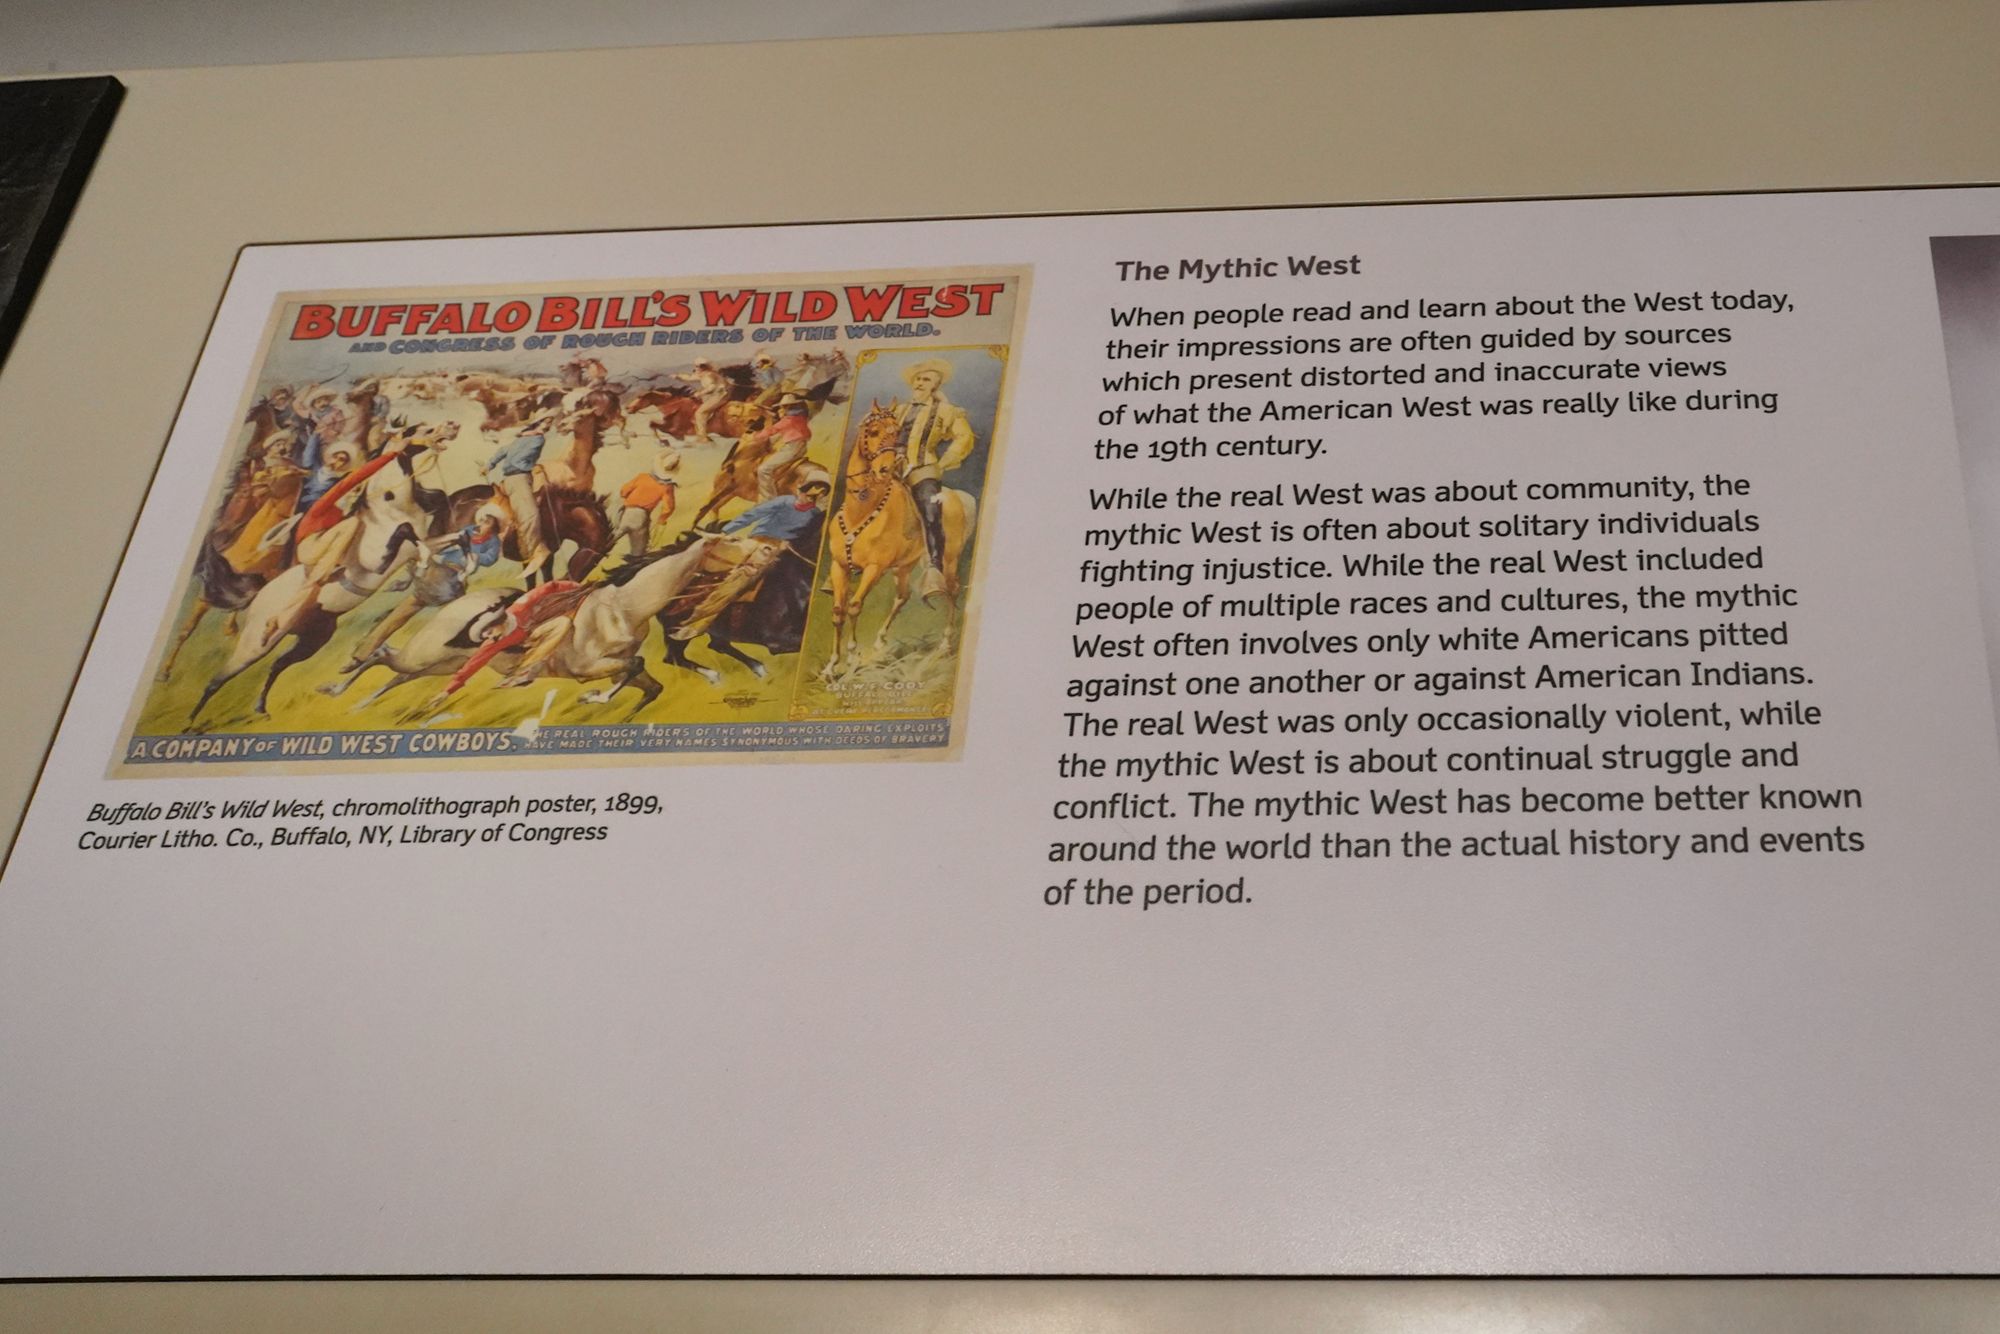 BUFFALO BILL'S WILD WEST
AND CONGRESS OF ROUGH RIDERS OF THE WORLD.
COL. W. F. CODY
BUFFALO BILL
WILL APPEAR
AT EVERY PERFORMANCE
A COMPANY OF WILD WEST COWBOYS.
THE REAL ROUGH RIDERS OF THE WORLD WHOSE DARING EXPLOITS
HAVE MADE THEIR VERY NAMES SYNONYMOUS WITH DEEDS OF BRAVERY
Buffalo Bill's Wild West, chromolithograph poster, 1899,
Courier Litho. Co., Buffalo, NY, Library of Congress
The Mythic West
When people read and learn about the West today,
their impressions are often guided by sources
which present distorted and inaccurate views
of what the American West was really like during
the 19th century.
While the real West was about community, the
mythic West is often about solitary individuals
fighting injustice. While the real West included
people of multiple races and cultures, the mythic
West often involves only white Americans pitted
against one another or against American Indians.
The real West was only occasionally violent, while
the mythic West is about continual struggle and
conflict. The mythic West has become better known
around the world than the actual history and events
of the period.